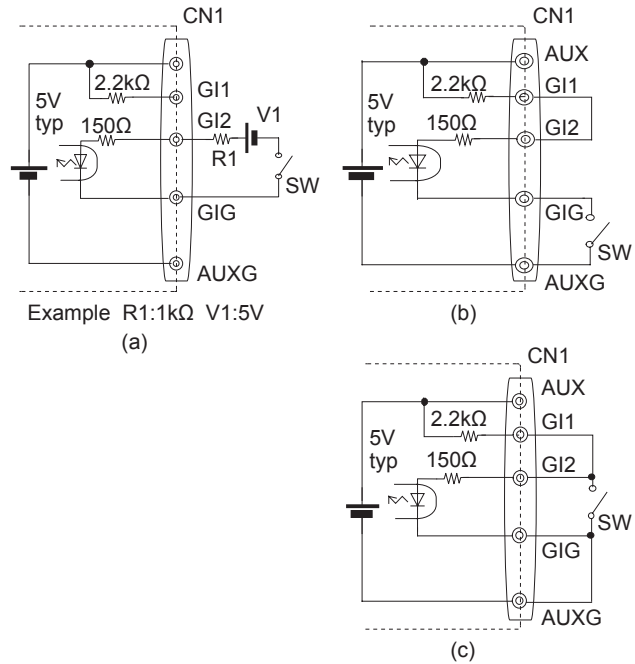 CN1
2.2kΩ
GI1
5V
typ
150Ω
GI2
V1
R1
SW
GIG
AUXG
Example R1:1kΩ V1:5V
(a)
CN1
AUX
2.2kΩ
GI1
5V
typ
150Ω
GI2
GIG
SW
AUXG
(b)
CN1
AUX
2.2kΩ
GI1
5V
typ
150Ω
GI2
SW
GIG
AUXG
(c)